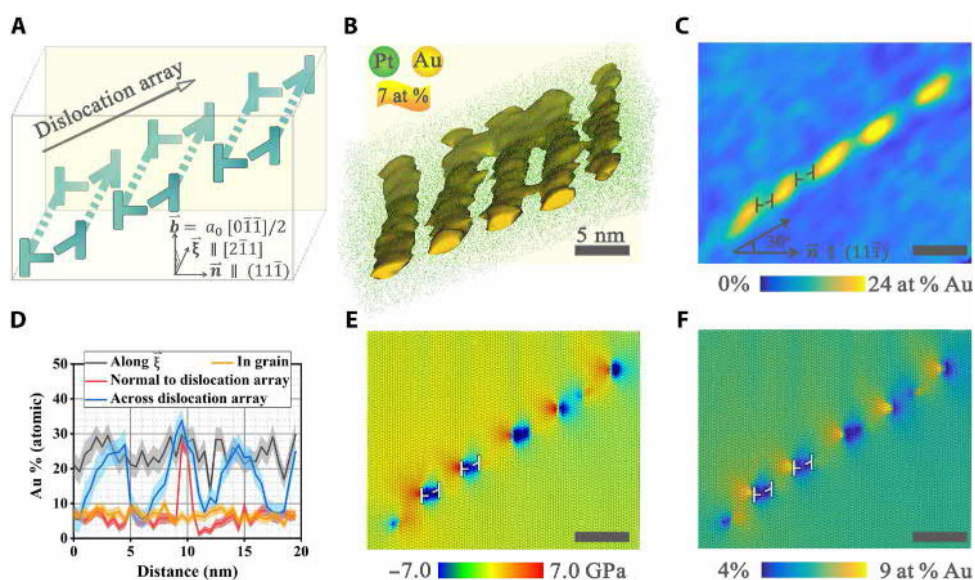 A
Dislocation array
b⃗ = a₀ [01̄1̄]/2
ξ⃗ ∥ [21̄1]
n⃗ ∥ (111̄)
B
Pt
Au
7 at %
5 nm
C
30°
n⃗ ∥ (111̄)
0%
24 at % Au
D
Au % (atomic)
50
40
30
20
10
0
Along ξ⃗
In grain
Normal to dislocation array
Across dislocation array
0 5 10 15 20
Distance (nm)
E
−7.0
7.0 GPa
F
4%
9 at % Au